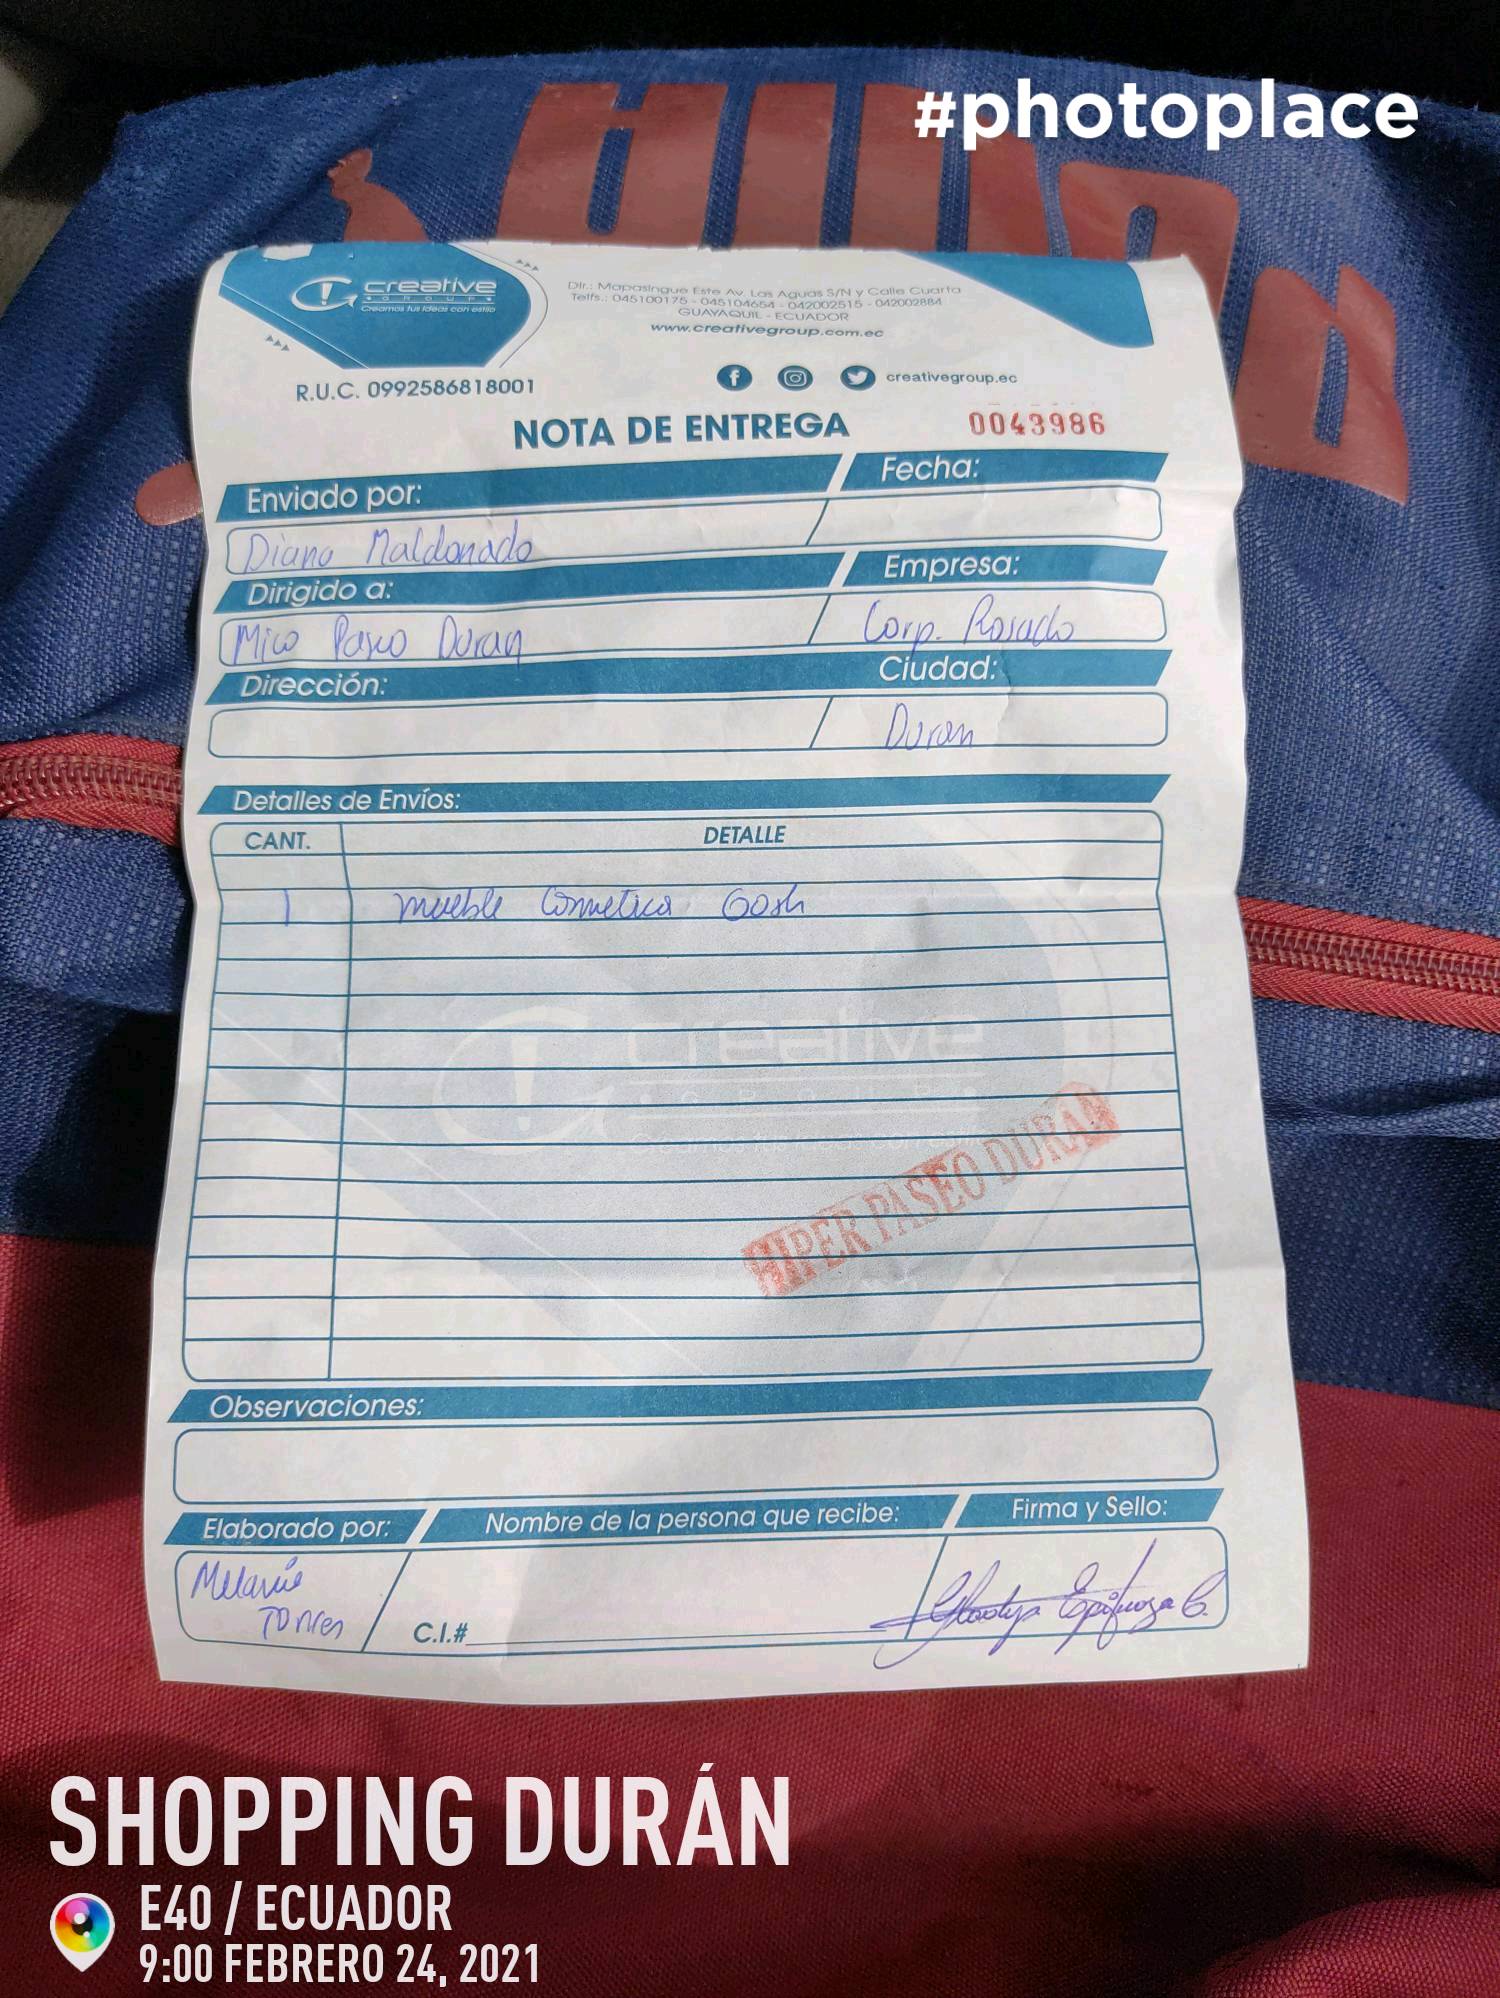 #photoplace
creative
GROUP
Creamos tus ideas con estilo
Dir.: Mapasingue Este Av. Las Aguas S/N y Calle Cuarta
Telfs.: 045100175 - 045104654 - 042002515 - 042002884
GUAYAQUIL - ECUADOR
www.creativegroup.com.ec
R.U.C. 0992586818001
creativegroup.ec
NOTA DE ENTREGA 0043986
Enviado por: Fecha:
Diana Maldonado
Dirigido a: Empresa:
Mico Paseo Duran Corp. Rosado
Dirección: Ciudad:
Duran
Detalles de Envíos:
CANT. DETALLE
1 mueble Cosmetica Gosh
creative
GROUP
Creamos tus ideas con estilo
HIPER PASEO DURAN
Observaciones:
Elaborado por: Nombre de la persona que recibe: Firma y Sello:
Melanie
Torres
C.I.# Gladys Espinoza C.
SHOPPING DURÁN
E40 / ECUADOR
9:00 FEBRERO 24, 2021